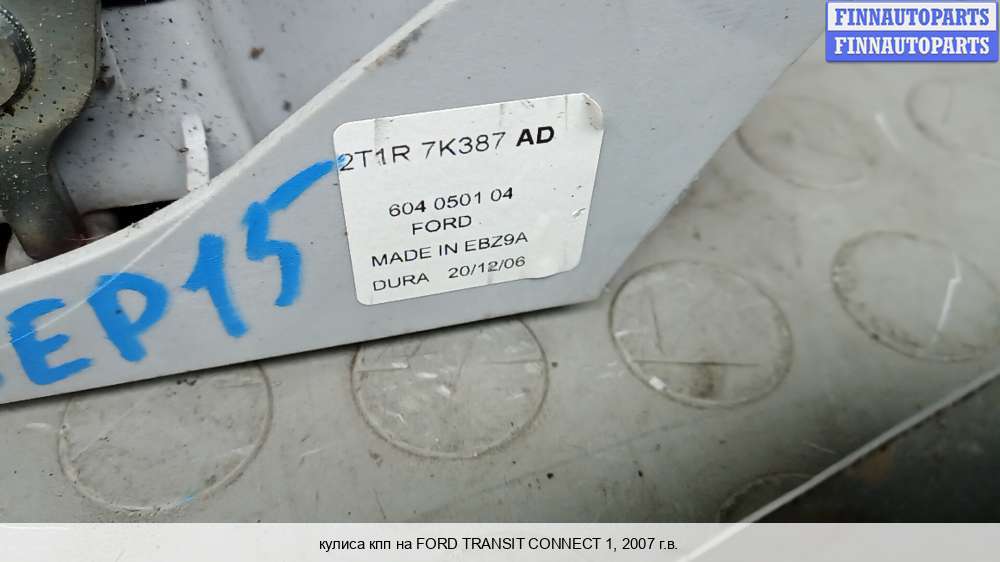 FINNAUTOPARTS
FINNAUTOPARTS
2T1R 7K387 AD
604 0501 04
FORD
MADE IN EBZ9A
DURA 20/12/06
EP15
кулиса кпп на FORD TRANSIT CONNECT 1, 2007 г.в.